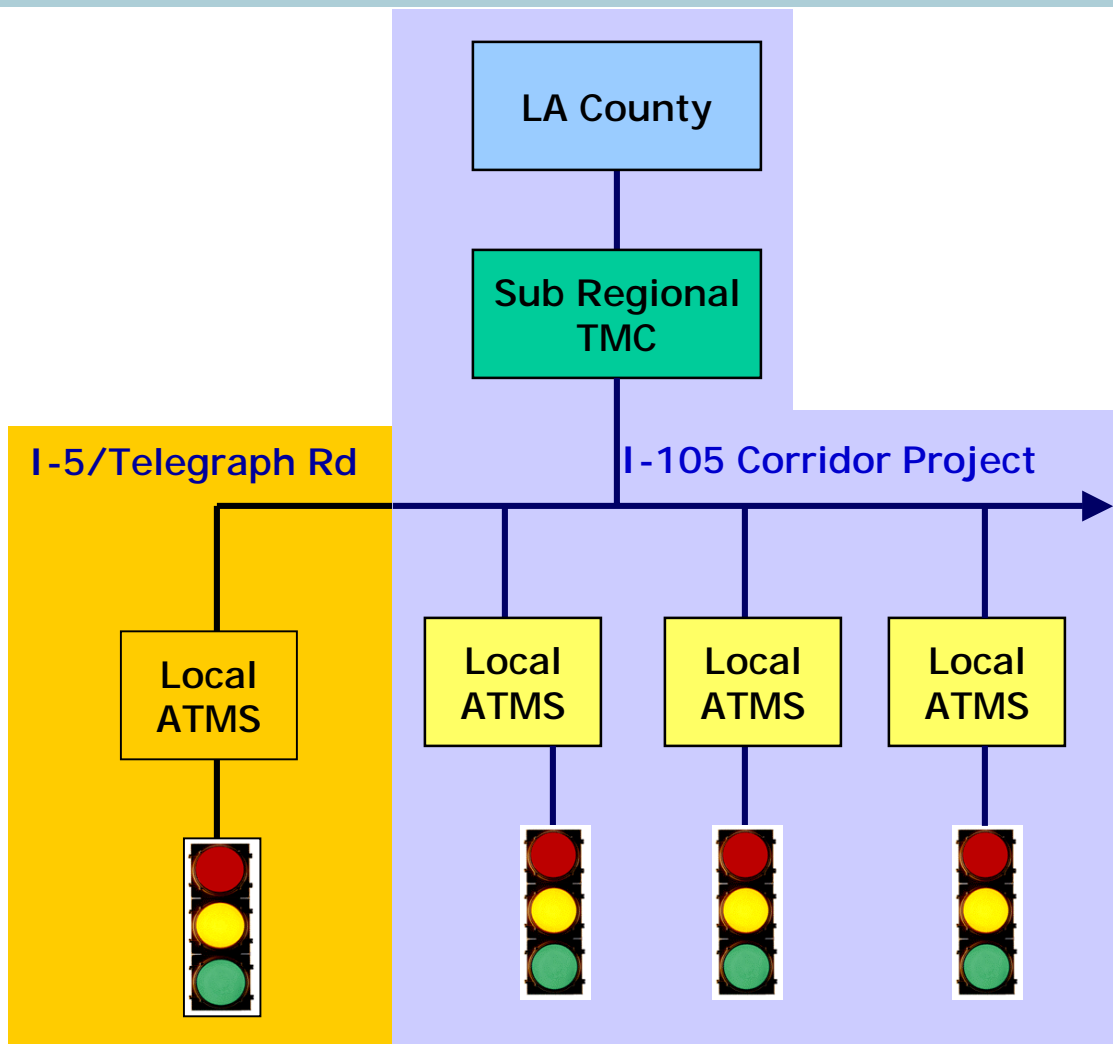 LA County
Sub Regional
TMC
I-5/Telegraph Rd
I-105 Corridor Project
Local
ATMS
Local
ATMS
Local
ATMS
Local
ATMS